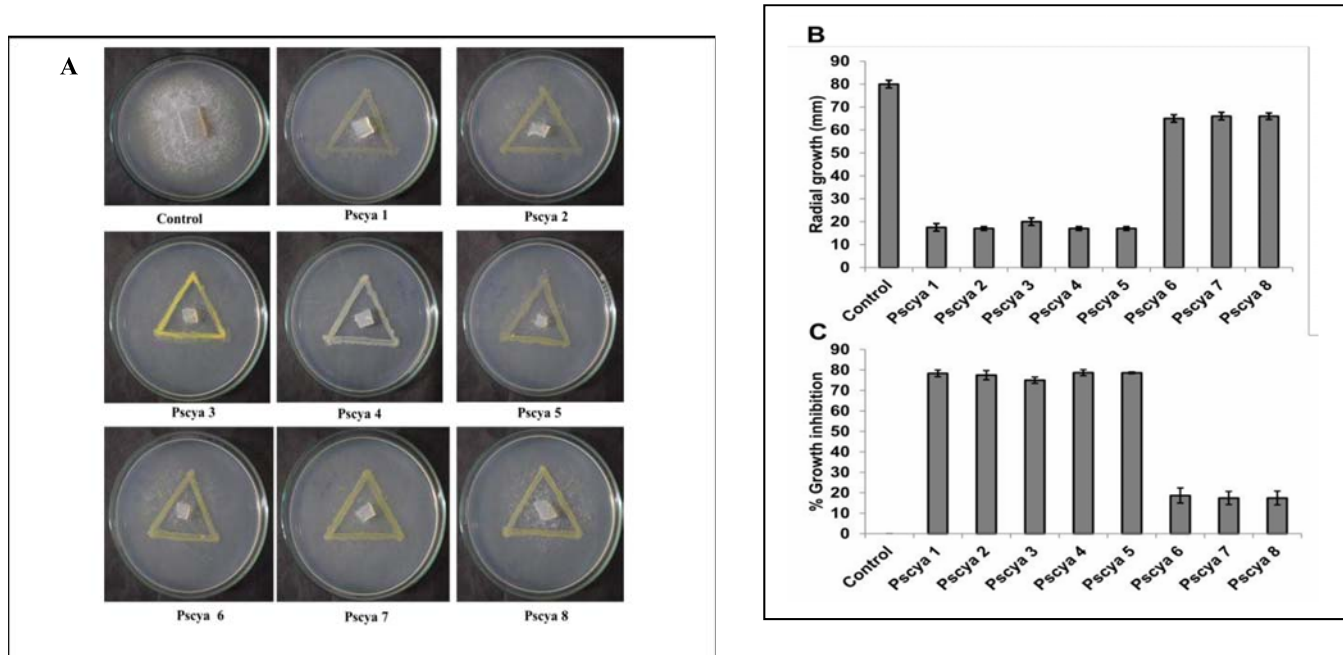 A
Control
Pscya 1
Pscya 2
Pscya 3
Pscya 4
Pscya 5
Pscya 6
Pscya 7
Pscya 8
B
Radial growth (mm)
90
80
70
60
50
40
30
20
10
0
Control
Pscya 1
Pscya 2
Pscya 3
Pscya 4
Pscya 5
Pscya 6
Pscya 7
Pscya 8
C
% Growth inhibition
90
80
70
60
50
40
30
20
10
0
Control
Pscya 1
Pscya 2
Pscya 3
Pscya 4
Pscya 5
Pscya 6
Pscya 7
Pscya 8